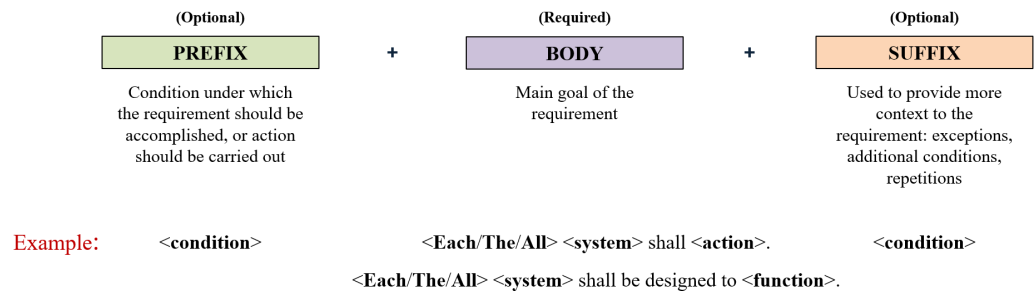 (Optional) (Required) (Optional)
PREFIX + BODY + SUFFIX
Condition under which
the requirement should be
accomplished, or action
should be carried out
Main goal of the
requirement
Used to provide more
context to the
requirement: exceptions,
additional conditions,
repetitions
Example: <condition> <Each/The/All> <system> shall <action>. <condition>
<Each/The/All> <system> shall be designed to <function>.